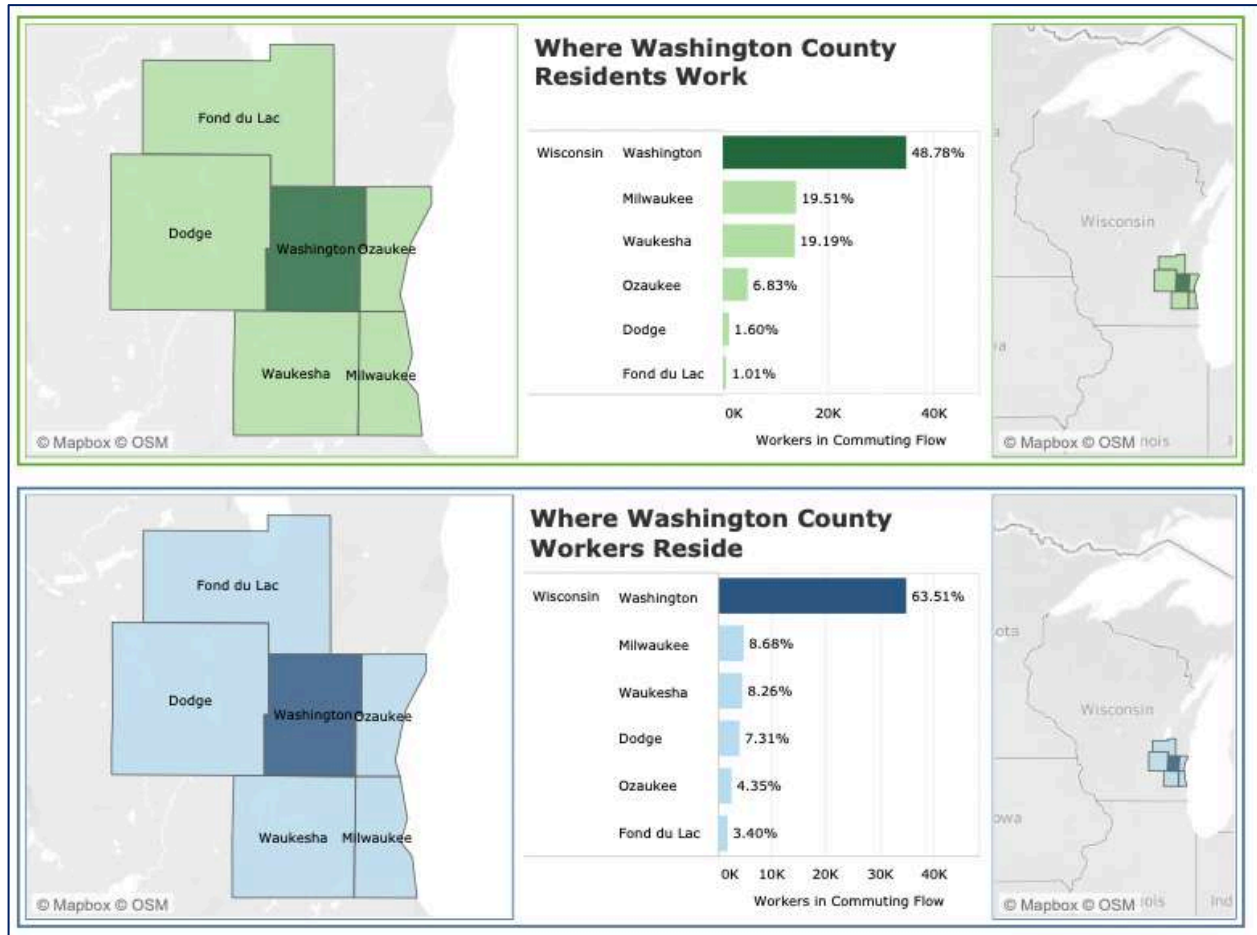 Where Washington County
Residents Work
Fond du Lac
Dodge
Washington
Ozaukee
Waukesha
Milwaukee
© Mapbox © OSM
Wisconsin Washington 48.78%
Milwaukee 19.51%
Waukesha 19.19%
Ozaukee 6.83%
Dodge 1.60%
Fond du Lac 1.01%
0K 20K 40K
Workers in Commuting Flow
Wisconsin
© Mapbox © OSM
Where Washington County
Workers Reside
Fond du Lac
Dodge
Washington
Ozaukee
Waukesha
Milwaukee
© Mapbox © OSM
Wisconsin Washington 63.51%
Milwaukee 8.68%
Waukesha 8.26%
Dodge 7.31%
Ozaukee 4.35%
Fond du Lac 3.40%
0K 10K 20K 30K 40K
Workers in Commuting Flow
Wisconsin
© Mapbox © OSM